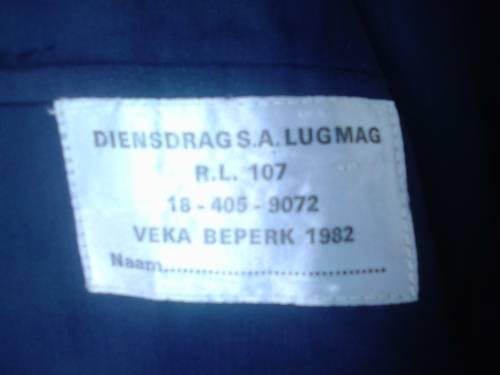 DIENSDRAG S.A. LUGMAG
R.L. 107
18 - 405 - 9072
VEKA BEPERK 1982
Naam..............................